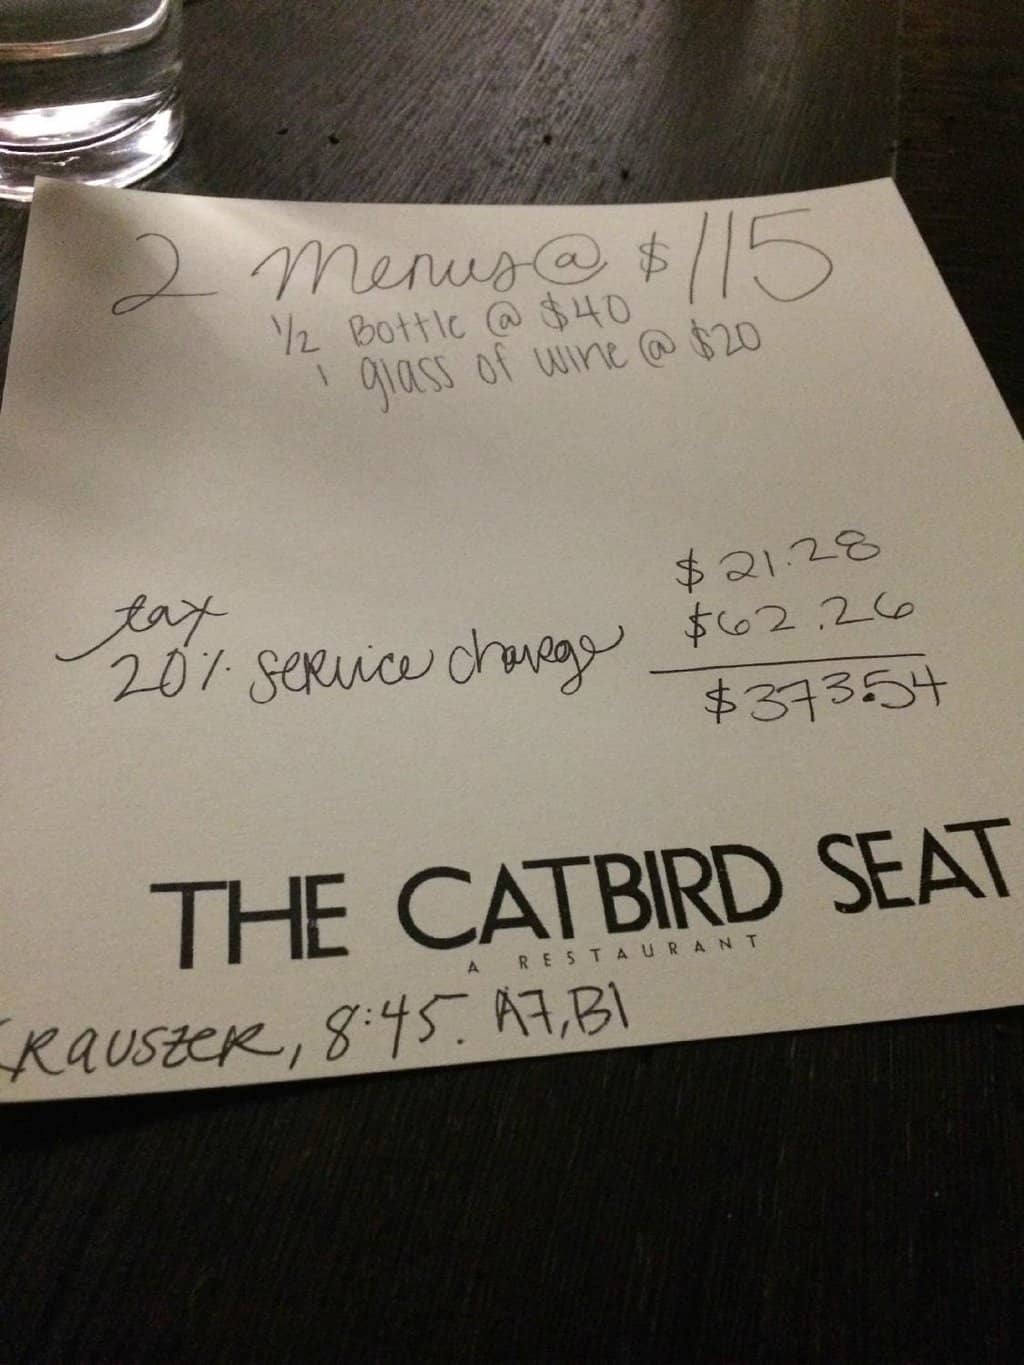 2 Menus @ $115
1/2 Bottle @ $40
1 glass of wine @ $20
tax $21.28
20% service charge $62.26
$373.54
THE CATBIRD SEAT
A RESTAURANT
KRAUSZER, 8:45. A7, B1